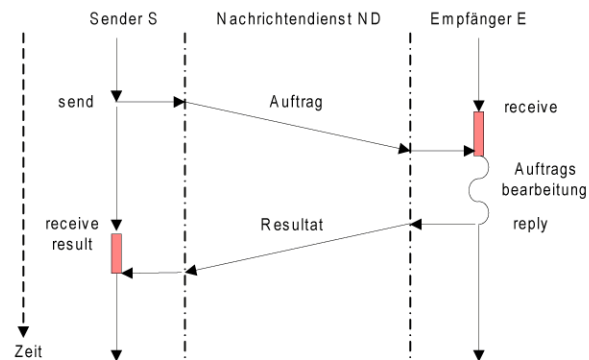 Sender S
Nachrichtendienst ND
Empfänger E
send
Auftrag
receive
Auftrags
bearbeitung
receive
result
Resultat
reply
Zeit